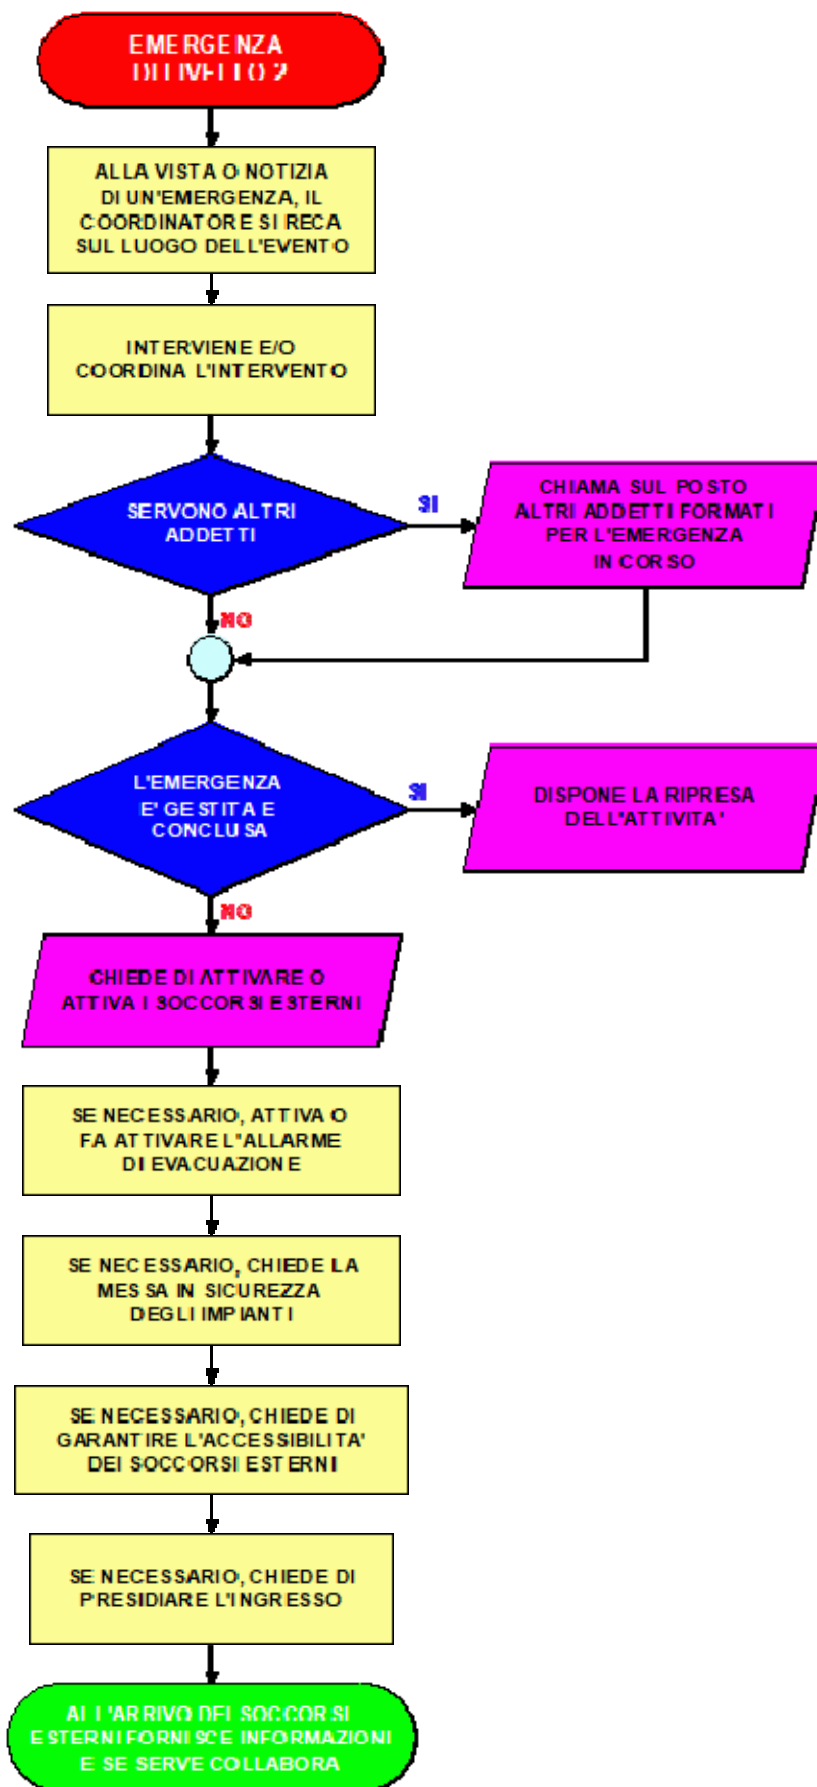 EMERGENZA
DI LIVELLO 2
ALLA VISTA O NOTIZIA
DI UN'EMERGENZA, IL
COORDINATORE SI RECA
SUL LUOGO DELL'EVENTO
INTERVIENE E/O
COORDINA L'INTERVENTO
SERVONO ALTRI
ADDETTI
SI
CHIAMA SUL POSTO
ALTRI ADDETTI FORMATI
PER L'EMERGENZA
IN CORSO
NO
L'EMERGENZA
E' GESTITA E
CONCLUSA
SI
DISPONE LA RIPRESA
DELL'ATTIVITA'
NO
CHIEDE DI ATTIVARE O
ATTIVA I SOCCORSI ESTERNI
SE NECESSARIO, ATTIVA O
FA ATTIVARE L'ALLARME
DI EVACUAZIONE
SE NECESSARIO, CHIEDE LA
MESSA IN SICUREZZA
DEGLI IMPIANTI
SE NECESSARIO, CHIEDE DI
GARANTIRE L'ACCESSIBILITA'
DEI SOCCORSI ESTERNI
SE NECESSARIO, CHIEDE DI
PRESIDIARE L'INGRESSO
ALL'ARRIVO DEI SOCCORSI
ESTERNI FORNISCE INFORMAZIONI
E SE SERVE COLLABORA